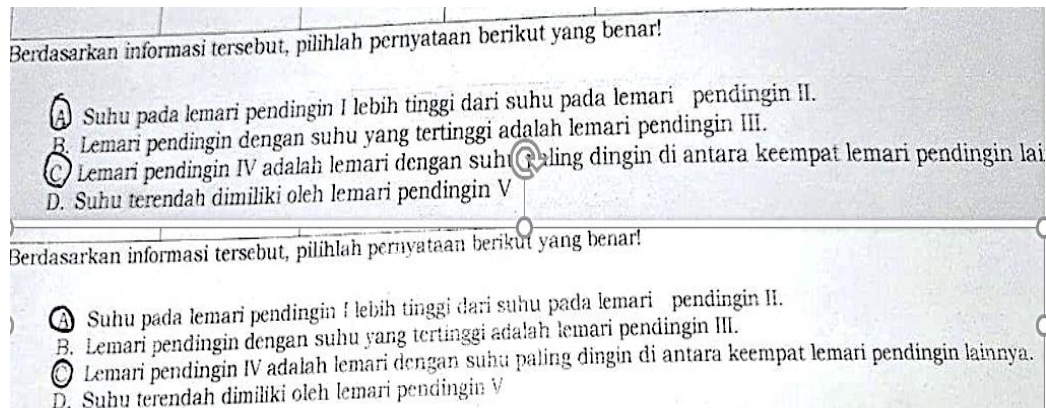 Berdasarkan informasi tersebut, pilihlah pernyataan berikut yang benar!
A Suhu pada lemari pendingin I lebih tinggi dari suhu pada lemari pendingin II.
B. Lemari pendingin dengan suhu yang tertinggi adalah lemari pendingin III.
C Lemari pendingin IV adalah lemari dengan dingin di antara keempat lemari pendingin lai
D. Suhu terendah dimiliki oleh lemari pendingin V
Berdasarkan informasi tersebut, pilihlah pernyataan berikut yang benar!
A Suhu pada lemari pendingin I lebih tinggi dari suhu pada lemari pendingin II.
B. Lemari pendingin dengan suhu yang tertinggi adalah lemari pendingin III.
C Lemari pendingin IV adalah lemari dengan suhu paling dingin di antara keempat lemari pendingin lainnya.
D. Suhu terendah dimiliki oleh lemari pendingin V